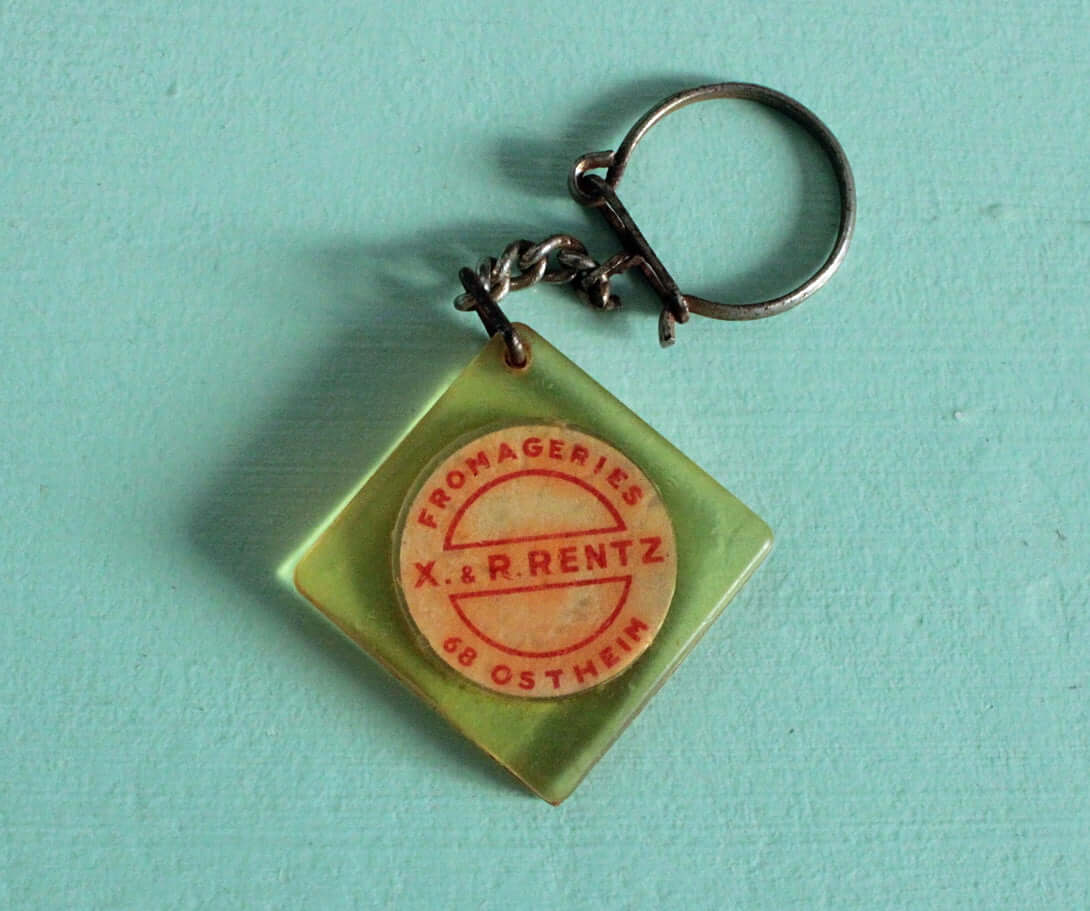 FROMAGERIES
X. & R. RENTZ
68 OSTHEIM